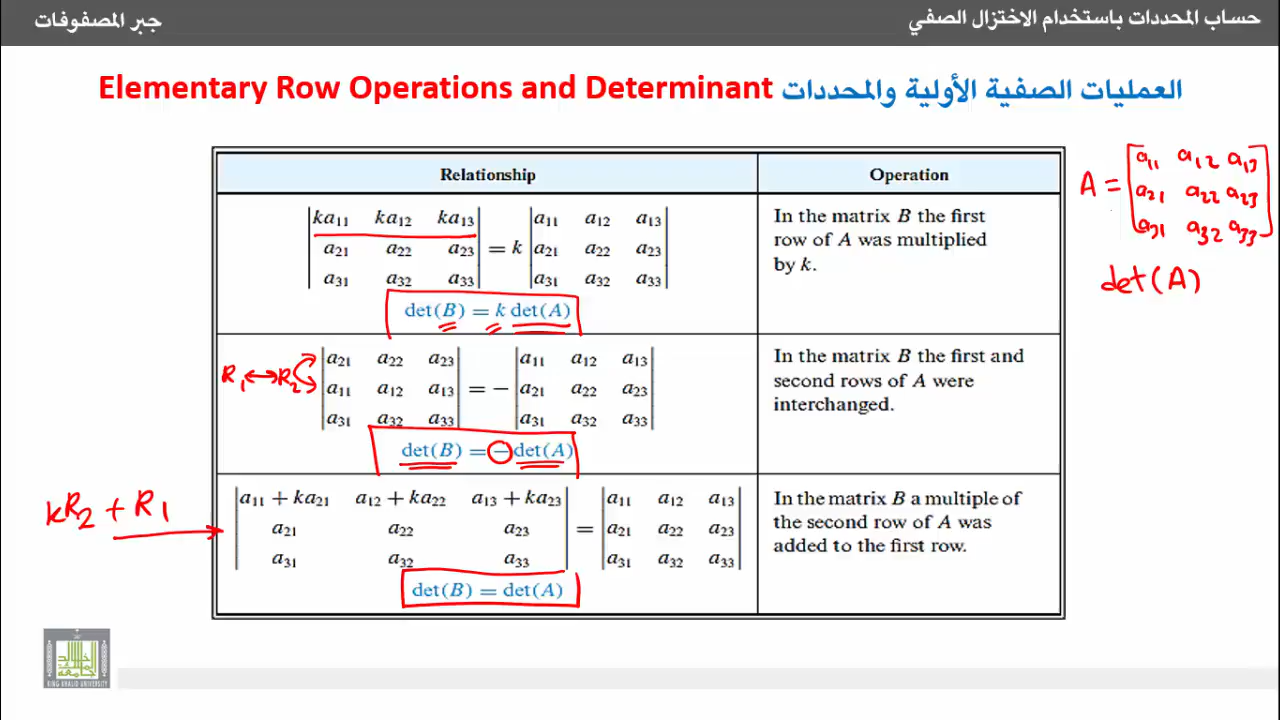 حساب المحددات باستخدام الاختزال الصفي
جبر المصفوفات
Elementary Row Operations and Determinant العمليات الصفية الأولية والمحددات
Relationship
Operation
| ka11 ka12 ka13 | | a11 a12 a13 |
| a21 a22 a23 | = k | a21 a22 a23 |
| a31 a32 a33 | | a31 a32 a33 |
det(B) = k det(A)
In the matrix B the first
row of A was multiplied
by k.
R1 ↔ R2
| a21 a22 a23 | | a11 a12 a13 |
| a11 a12 a13 | = − | a21 a22 a23 |
| a31 a32 a33 | | a31 a32 a33 |
det(B) = − det(A)
In the matrix B the first and
second rows of A were
interchanged.
kR2 + R1
| a11 + ka21 a12 + ka22 a13 + ka23 | | a11 a12 a13 |
| a21 a22 a23 | = | a21 a22 a23 |
| a31 a32 a33 | | a31 a32 a33 |
det(B) = det(A)
In the matrix B a multiple of
the second row of A was
added to the first row.
A = [ a11 a12 a13
a21 a22 a23
a31 a32 a33 ]
det(A)
KING KHALID UNIVERSITY